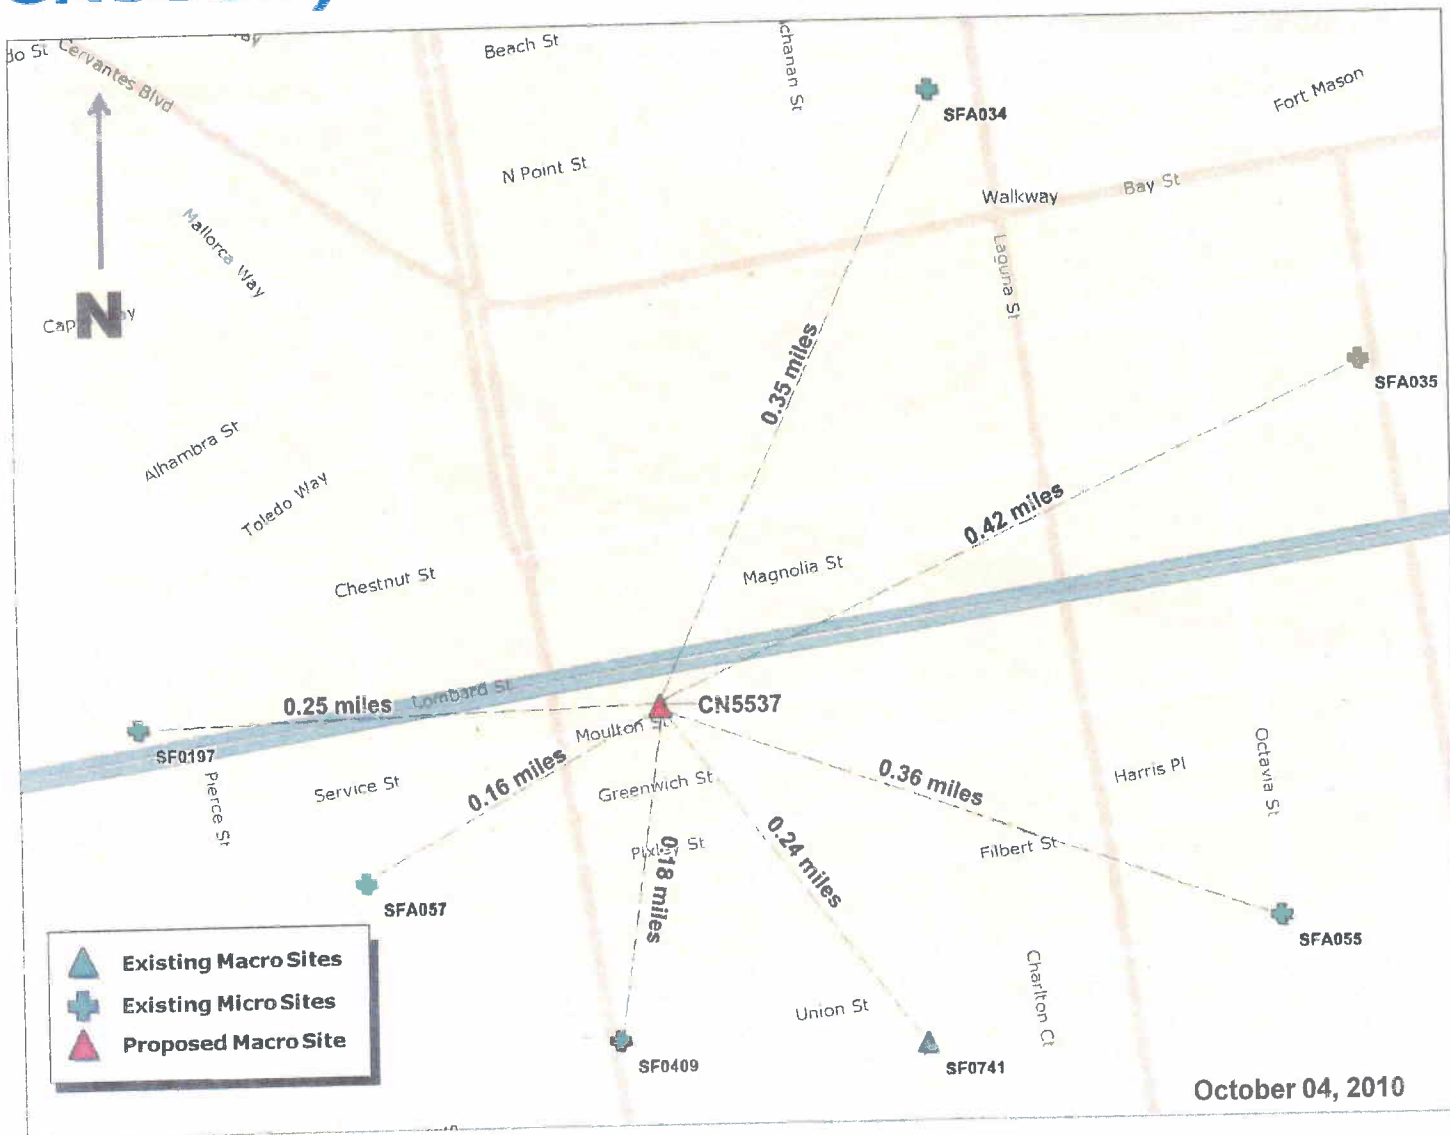 Cervantes Blvd
Beach St
chanan St
SFA034
Fort Mason
N Point St
Walkway
Bay St
Mallorca Way
Laguna St
N
0.35 miles
SFA035
Alhambra St
Toledo Way
0.42 miles
Chestnut St
Magnolia St
Lombard St
0.25 miles
CN5537
Moulton St
SF0197
Pierce St
Service St
0.16 miles
Greenwich St
0.36 miles
Harris Pl
Octavia St
Pixley St
0.18 miles
0.24 miles
Filbert St
SFA057
SFA055
Existing Macro Sites
Existing Micro Sites
Proposed Macro Site
Union St
Charlton Ct
SF0409
SF0741
October 04, 2010